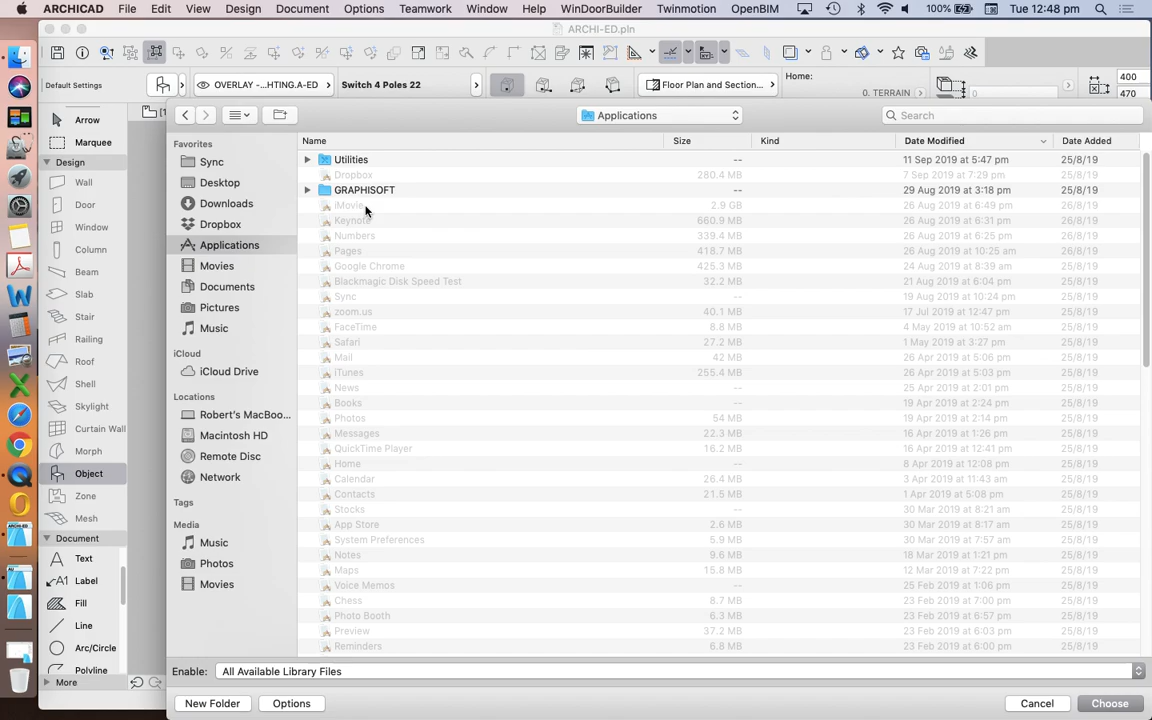 ARCHICAD File Edit View Design Document Options Teamwork Window Help WinDoorBuilder Twinmotion OpenBIM 100% Tue 12:48 pm
ARCHI-ED.pln
Default Settings
OVERLAY -...HTING.A-ED
Switch 4 Poles 22
Floor Plan and Section...
Home:
0. TERRAIN
0
400
470
Applications
Search
Name Size Kind Date Modified Date Added
Arrow
Marquee
Design
Wall
Door
Window
Column
Beam
Slab
Stair
Railing
Roof
Shell
Skylight
Curtain Wall
Morph
Object
Zone
Mesh
Document
Text
A1 Label
Fill
Line
Arc/Circle
Polyline
More
Favorites
Sync
Desktop
Downloads
Dropbox
Applications
Movies
Documents
Pictures
Music
iCloud
iCloud Drive
Locations
Robert's MacBoo...
Macintosh HD
Remote Disc
Network
Tags
Media
Music
Photos
Movies
Utilities -- 11 Sep 2019 at 5:47 pm 25/8/19
Dropbox 280.4 MB 7 Sep 2019 at 7:29 pm 25/8/19
GRAPHISOFT -- 29 Aug 2019 at 3:18 pm 25/8/19
iMovie 2.9 GB 26 Aug 2019 at 6:49 pm 25/8/19
Keynote 660.9 MB 26 Aug 2019 at 6:31 pm 25/8/19
Numbers 339.4 MB 26 Aug 2019 at 6:25 pm 25/8/19
Pages 418.7 MB 26 Aug 2019 at 10:25 am 25/8/19
Google Chrome 425.3 MB 24 Aug 2019 at 8:39 am 25/8/19
Blackmagic Disk Speed Test 32.2 MB 21 Aug 2019 at 6:04 pm 25/8/19
Sync -- 19 Aug 2019 at 10:24 pm 25/8/19
zoom.us 40.1 MB 17 Jul 2019 at 12:47 pm 25/8/19
FaceTime 8.8 MB 4 May 2019 at 10:52 am 25/8/19
Safari 27.2 MB 1 May 2019 at 3:27 pm 25/8/19
Mail 42 MB 26 Apr 2019 at 5:06 pm 25/8/19
iTunes 255.4 MB 26 Apr 2019 at 5:03 pm 25/8/19
News -- 25 Apr 2019 at 2:01 pm 25/8/19
Books -- 19 Apr 2019 at 2:24 pm 25/8/19
Photos 54 MB 19 Apr 2019 at 2:14 pm 25/8/19
Messages 22.3 MB 16 Apr 2019 at 1:26 pm 25/8/19
QuickTime Player 16.2 MB 16 Apr 2019 at 12:41 pm 25/8/19
Home -- 8 Apr 2019 at 12:08 pm 25/8/19
Calendar 26.4 MB 3 Apr 2019 at 11:43 am 25/8/19
Contacts 21.5 MB 1 Apr 2019 at 5:08 pm 25/8/19
Stocks -- 30 Mar 2019 at 8:21 am 25/8/19
App Store 2.6 MB 30 Mar 2019 at 8:17 am 25/8/19
System Preferences 5.9 MB 30 Mar 2019 at 7:57 am 25/8/19
Notes 9.6 MB 18 Mar 2019 at 1:21 pm 25/8/19
Maps 15.8 MB 12 Mar 2019 at 7:22 pm 25/8/19
Voice Memos -- 25 Feb 2019 at 1:06 pm 25/8/19
Chess 8.7 MB 23 Feb 2019 at 7:00 pm 25/8/19
Photo Booth 6.3 MB 23 Feb 2019 at 6:57 pm 25/8/19
Preview 37.2 MB 23 Feb 2019 at 6:03 pm 25/8/19
Reminders 6.8 MB 23 Feb 2019 at 6:00 pm 25/8/19
Enable: All Available Library Files
New Folder Options Cancel Choose